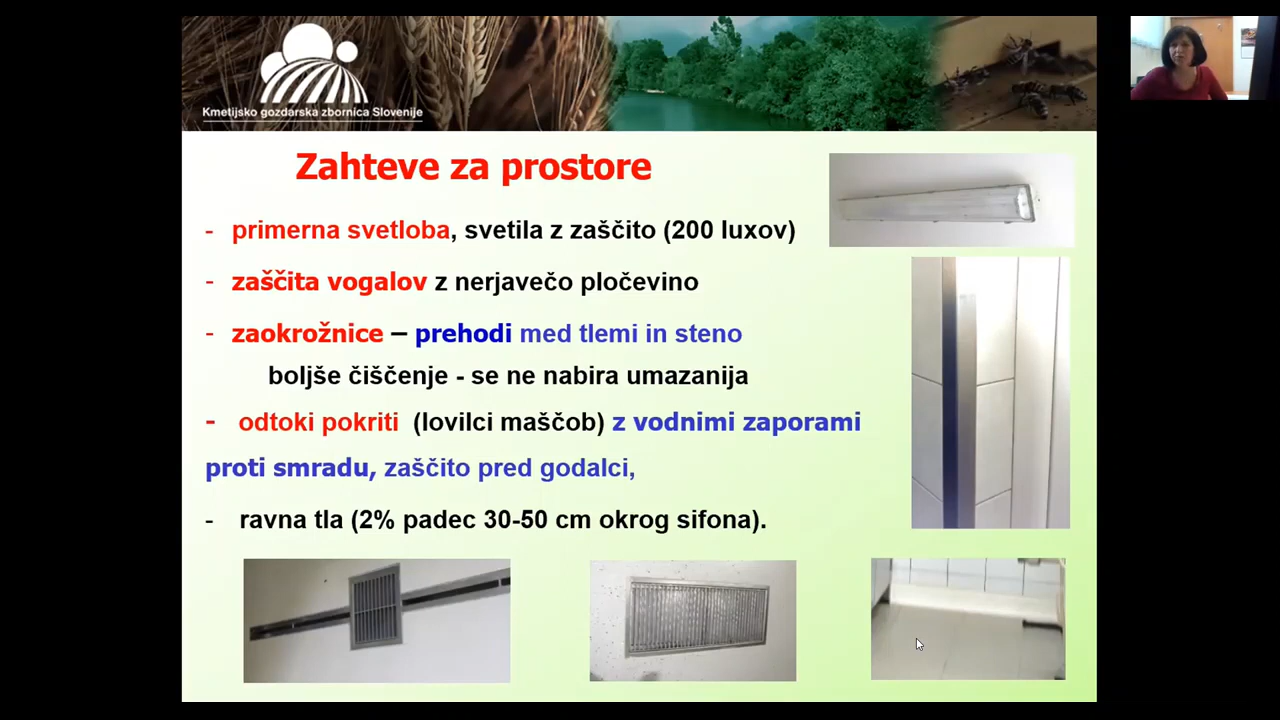 Kmetijsko gozdarska zbornica Slovenije
Zahteve za prostore
- primerna svetloba, svetila z zaščito (200 luxov)
- zaščita vogalov z nerjavečo pločevino
- zaokrožnice – prehodi med tlemi in steno
boljše čiščenje - se ne nabira umazanija
- odtoki pokriti (lovilci maščob) z vodnimi zaporami
proti smradu, zaščito pred godalci,
- ravna tla (2% padec 30-50 cm okrog sifona).